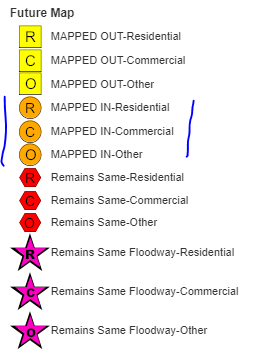 Future Map
R MAPPED OUT-Residential
C MAPPED OUT-Commercial
O MAPPED OUT-Other
R MAPPED IN-Residential
C MAPPED IN-Commercial
O MAPPED IN-Other
R Remains Same-Residential
C Remains Same-Commercial
O Remains Same-Other
R Remains Same Floodway-Residential
C Remains Same Floodway-Commercial
O Remains Same Floodway-Other